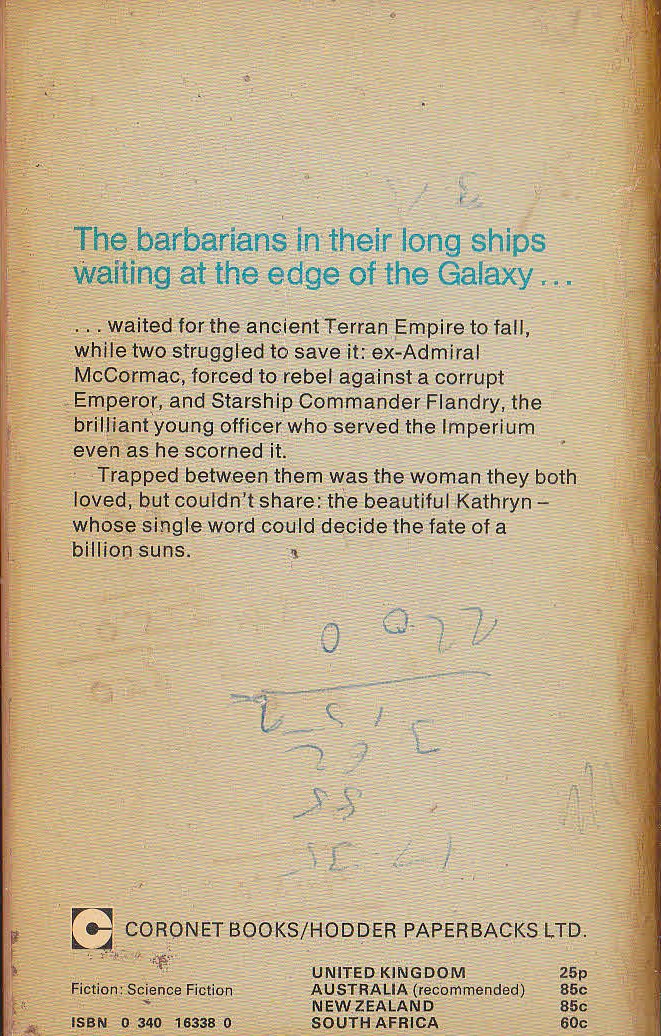 The barbarians in their long ships
waiting at the edge of the Galaxy . . .
. . . waited for the ancient Terran Empire to fall,
while two struggled to save it: ex-Admiral
McCormac, forced to rebel against a corrupt
Emperor, and Starship Commander Flandry, the
brilliant young officer who served the Imperium
even as he scorned it.
Trapped between them was the woman they both
loved, but couldn't share: the beautiful Kathryn –
whose single word could decide the fate of a
billion suns.
CORONET BOOKS/HODDER PAPERBACKS LTD.
Fiction: Science Fiction
ISBN 0 340 16338 0
UNITED KINGDOM 25p
AUSTRALIA (recommended) 85c
NEW ZEALAND 85c
SOUTH AFRICA 60c